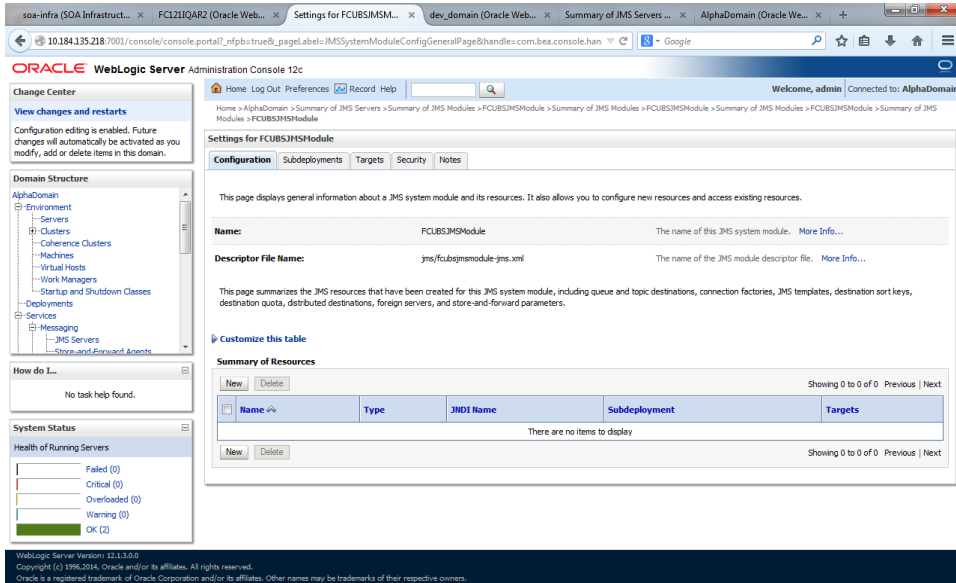 soa-infra (SOA Infrastruct... × FC121IQAR2 (Oracle Web... × Settings for FCUBSJMSM... × dev_domain (Oracle Web... × Summary of JMS Servers ... × AlphaDomain (Oracle We... × +
10.184.135.218:7001/console/console.portal?_nfpb=true&_pageLabel=JMSSystemModuleConfigGeneralPage&handle=com.bea.console.han 8 - Google
ORACLE WebLogic Server Administration Console 12c
Change Center
View changes and restarts
Configuration editing is enabled. Future
changes will automatically be activated as you
modify, add or delete items in this domain.
Domain Structure
AlphaDomain
Environment
Servers
Clusters
Coherence Clusters
Machines
Virtual Hosts
Work Managers
Startup and Shutdown Classes
Deployments
Services
Messaging
JMS Servers
Store-and-Forward Agents
How do I...
No task help found.
System Status
Health of Running Servers
Failed (0)
Critical (0)
Overloaded (0)
Warning (0)
OK (2)
Home Log Out Preferences Record Help
Welcome, admin Connected to: AlphaDomain
Home >AlphaDomain >Summary of JMS Servers >Summary of JMS Modules >FCUBSJMSModule >Summary of JMS Modules >FCUBSJMSModule >Summary of JMS Modules >FCUBSJMSModule >Summary of JMS
Modules >FCUBSJMSModule
Settings for FCUBSJMSModule
Configuration Subdeployments Targets Security Notes
This page displays general information about a JMS system module and its resources. It also allows you to configure new resources and access existing resources.
Name: FCUBSJMSModule The name of this JMS system module. More Info...
Descriptor File Name: jms/fcubsjmsmodule-jms.xml The name of the JMS module descriptor file. More Info...
This page summarizes the JMS resources that have been created for this JMS system module, including queue and topic destinations, connection factories, JMS templates, destination sort keys,
destination quota, distributed destinations, foreign servers, and store-and-forward parameters.
Customize this table
Summary of Resources
New Delete Showing 0 to 0 of 0 Previous | Next
Name Type JNDI Name Subdeployment Targets
There are no items to display
New Delete Showing 0 to 0 of 0 Previous | Next
WebLogic Server Version: 12.1.3.0.0
Copyright (c) 1996,2014, Oracle and/or its affiliates. All rights reserved.
Oracle is a registered trademark of Oracle Corporation and/or its affiliates. Other names may be trademarks of their respective owners.